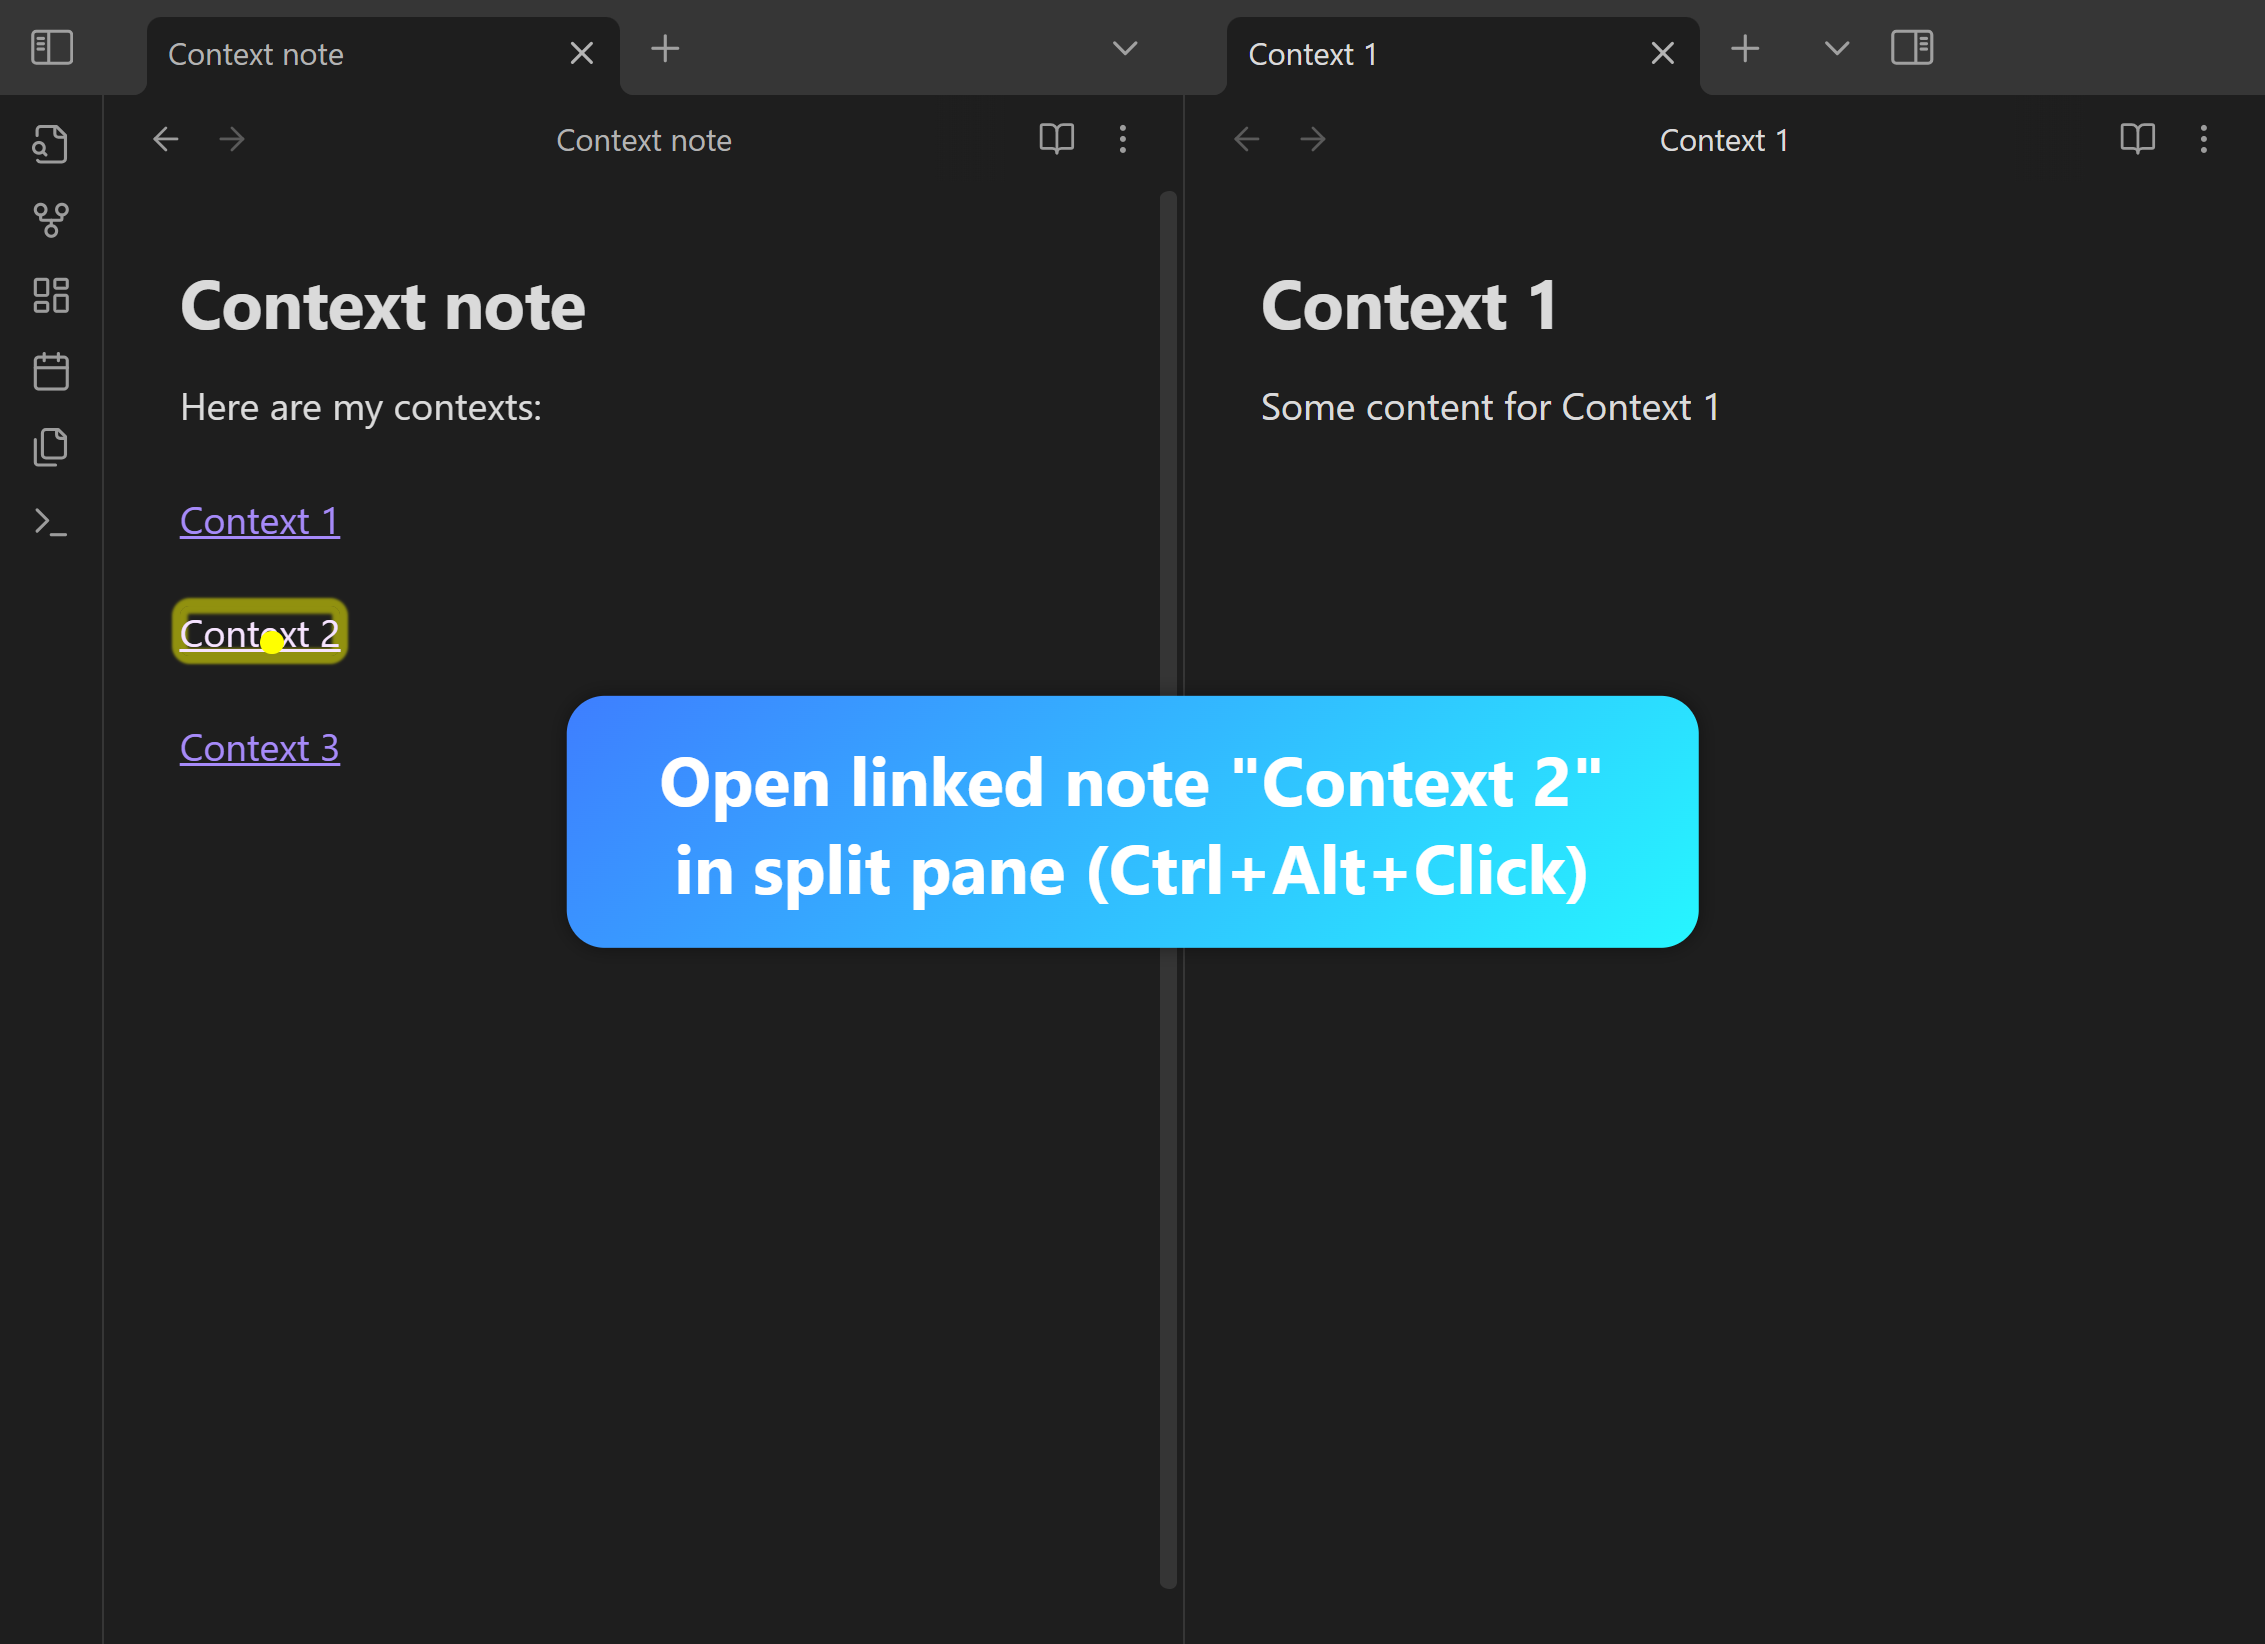 Context note
Context 1
Context note
Context 1
Context note
Here are my contexts:
Context 1
Context 2
Context 3
Context 1
Some content for Context 1
Open linked note "Context 2"
in split pane (Ctrl+Alt+Click)